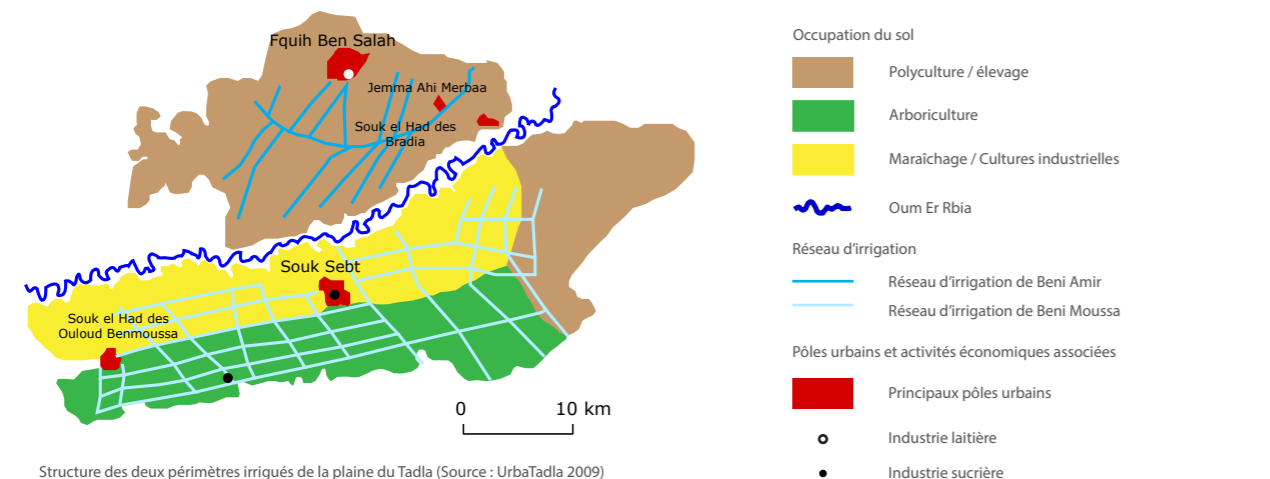 Fquih Ben Salah
Jemma Ahi Merbaa
Souk el Had des
Bradia
Souk Sebt
Souk el Had des
Ouloud Benmoussa
0 10 km
Structure des deux périmètres irrigués de la plaine du Tadla (Source : UrbaTadla 2009)
Occupation du sol
Polyculture / élevage
Arboriculture
Maraîchage / Cultures industrielles
Oum Er Rbia
Réseau d’irrigation
Réseau d’irrigation de Beni Amir
Réseau d’irrigation de Beni Moussa
Pôles urbains et activités économiques associées
Principaux pôles urbains
Industrie laitière
Industrie sucrière